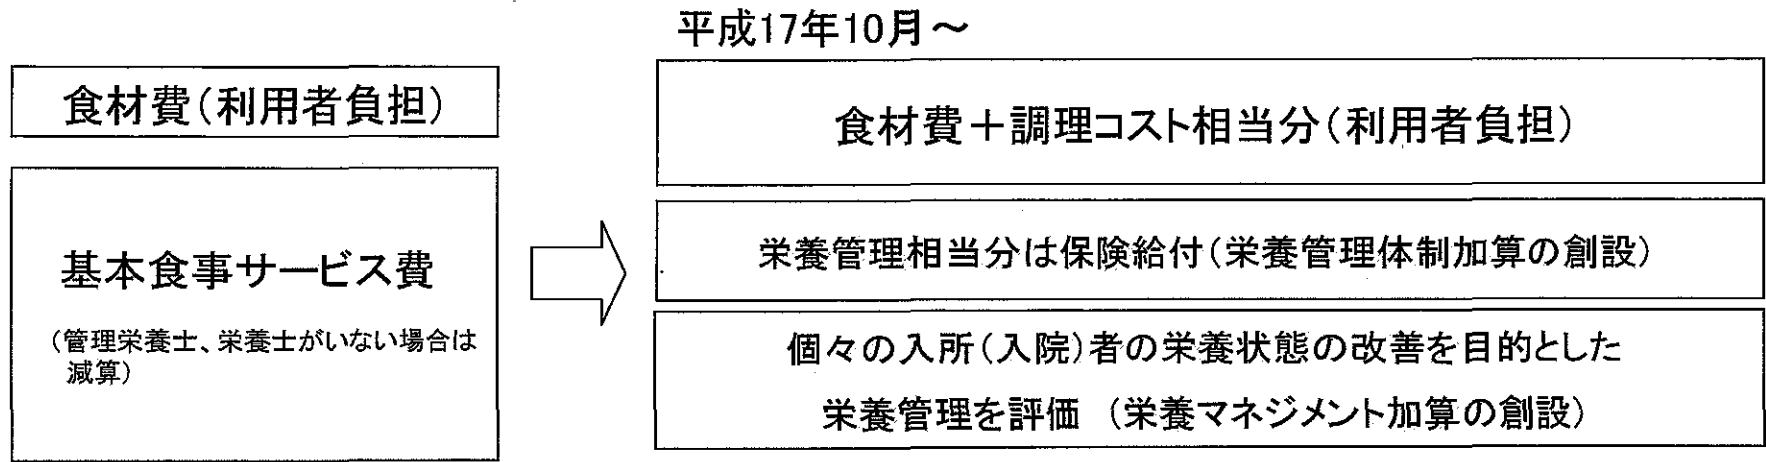 平成17年10月～
食材費(利用者負担)
基本食事サービス費
(管理栄養士、栄養士がいない場合は
減算)
食材費＋調理コスト相当分(利用者負担)
栄養管理相当分は保険給付(栄養管理体制加算の創設)
個々の入所(入院)者の栄養状態の改善を目的とした
栄養管理を評価 (栄養マネジメント加算の創設)